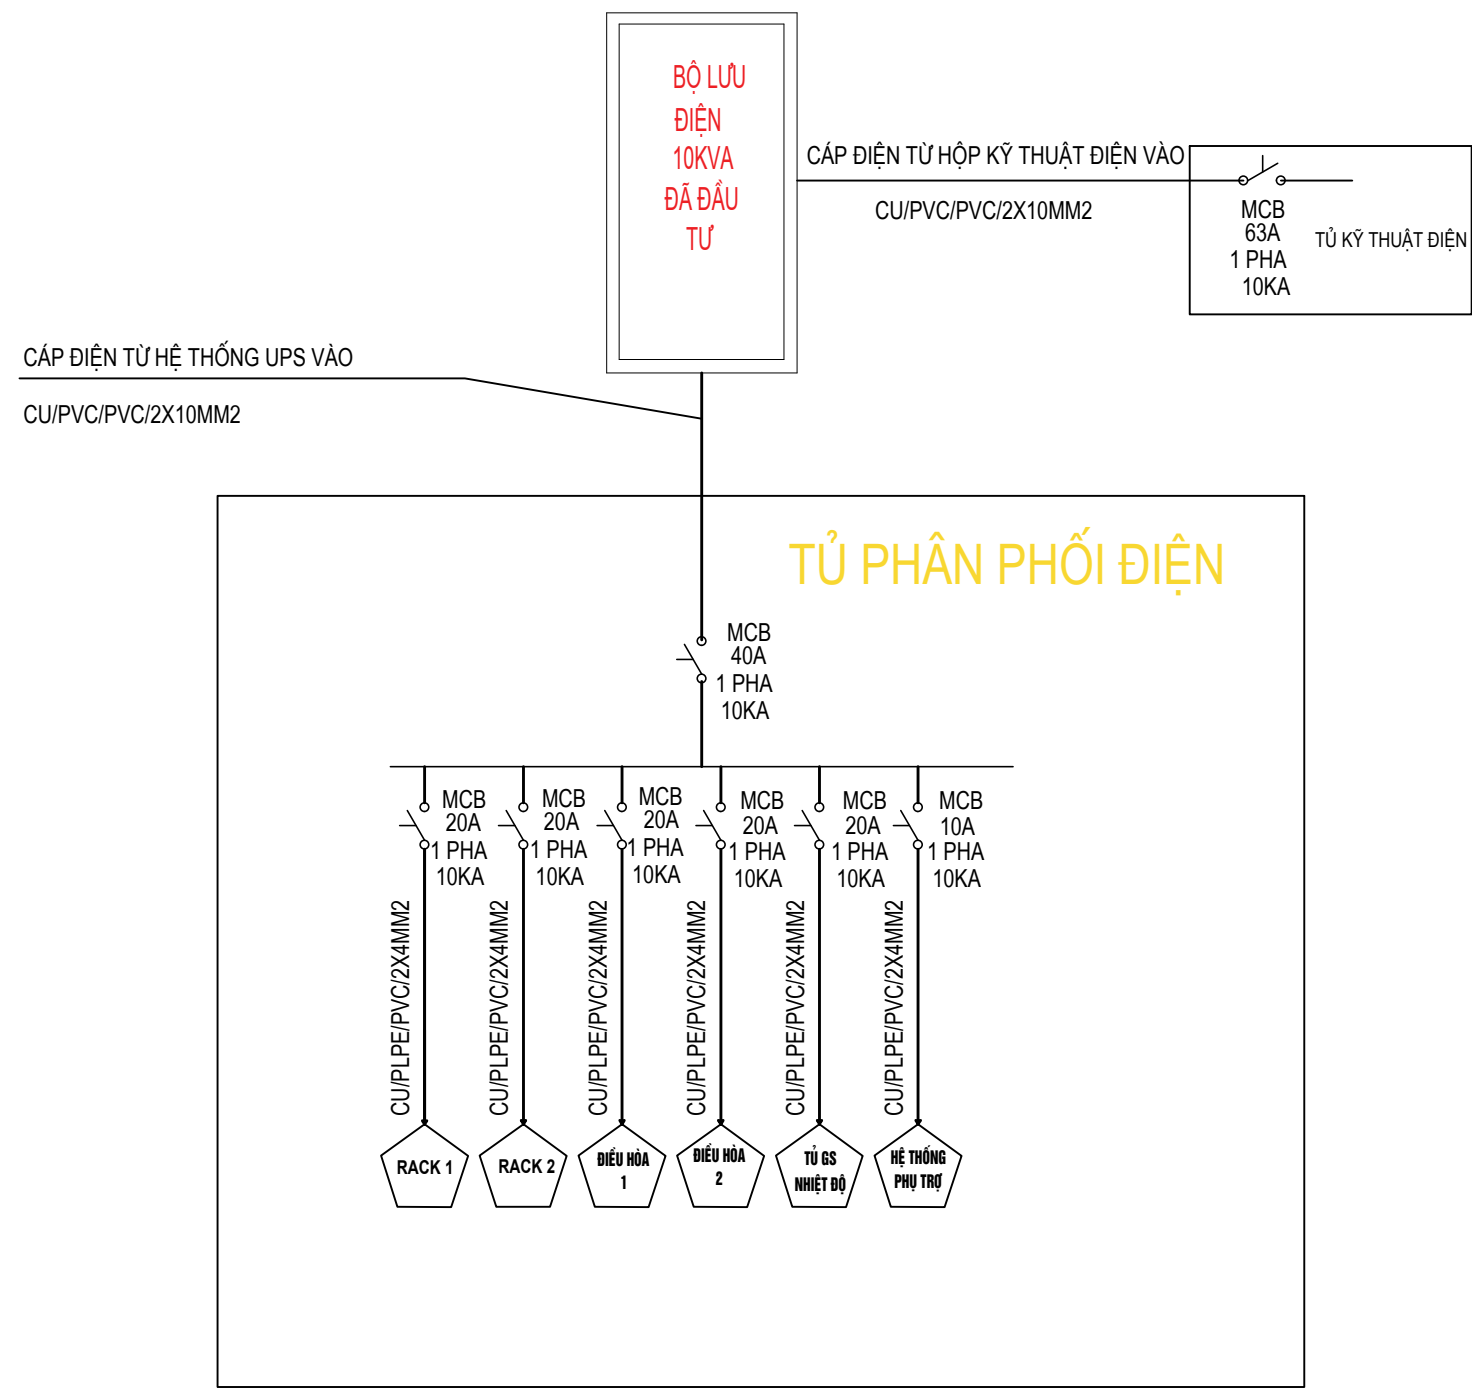 BỘ LƯU
ĐIỆN
10KVA
ĐÃ ĐẦU
TƯ
CÁP ĐIỆN TỪ HỘP KỸ THUẬT ĐIỆN VÀO
CU/PVC/PVC/2X10MM2
MCB
63A
1 PHA
10KA
TỦ KỸ THUẬT ĐIỆN
CÁP ĐIỆN TỪ HỆ THỐNG UPS VÀO
CU/PVC/PVC/2X10MM2
TỦ PHÂN PHỐI ĐIỆN
MCB
40A
1 PHA
10KA
MCB
20A
1 PHA
10KA
MCB
20A
1 PHA
10KA
MCB
20A
1 PHA
10KA
MCB
20A
1 PHA
10KA
MCB
20A
1 PHA
10KA
MCB
10A
1 PHA
10KA
CU/PLPE/PVC/2X4MM2
CU/PLPE/PVC/2X4MM2
CU/PLPE/PVC/2X4MM2
CU/PLPE/PVC/2X4MM2
CU/PLPE/PVC/2X4MM2
CU/PLPE/PVC/2X4MM2
RACK 1
RACK 2
ĐIỀU HÒA
1
ĐIỀU HÒA
2
TỦ GS
NHIỆT ĐỘ
HỆ THỐNG
PHỤ TRỢ